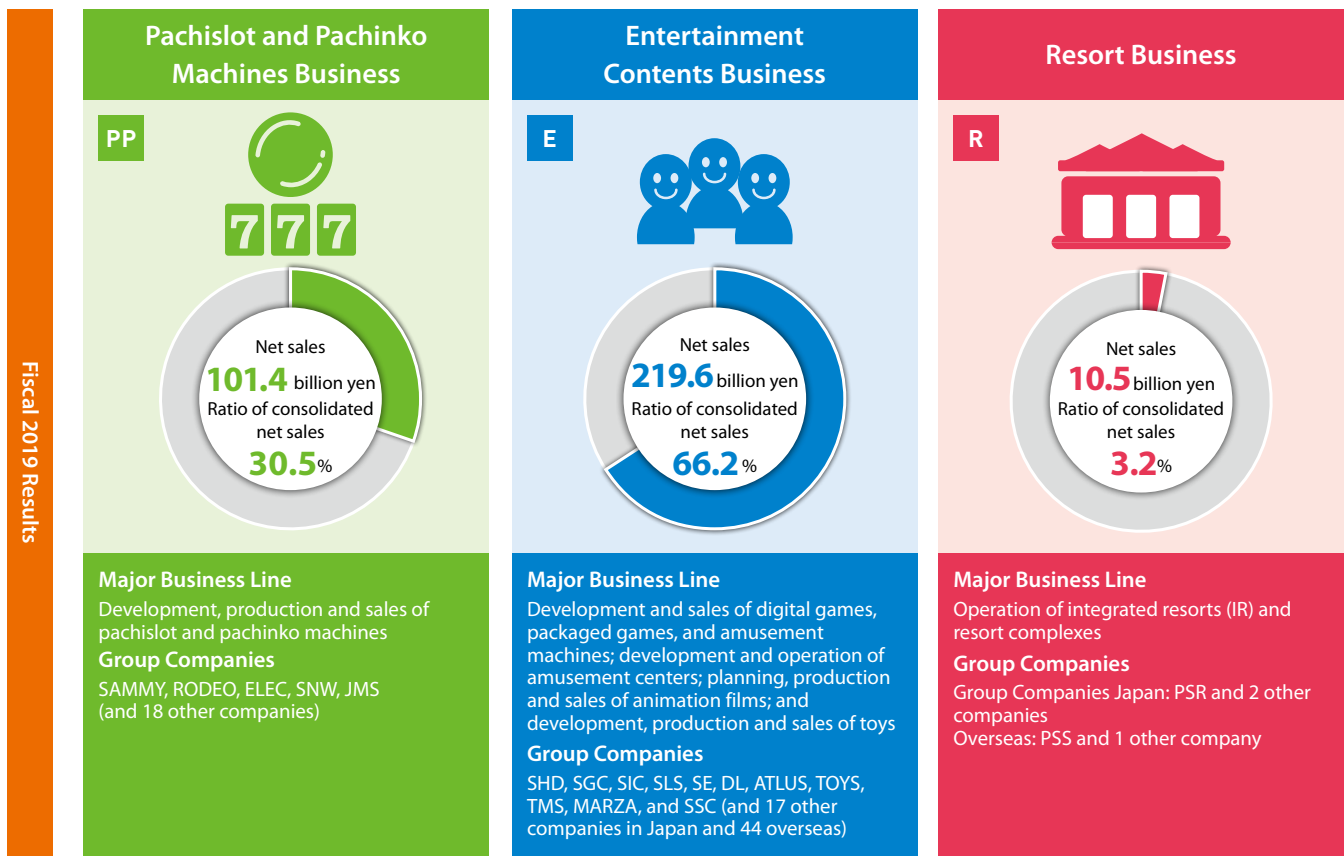 Fiscal 2019 Results
Pachislot and Pachinko
Machines Business
PP
777
Net sales
101.4 billion yen
Ratio of consolidated
net sales
30.5%
Major Business Line
Development, production and sales of
pachislot and pachinko machines
Group Companies
SAMMY, RODEO, ELEC, SNW, JMS
(and 18 other companies)
Entertainment
Contents Business
E
Net sales
219.6 billion yen
Ratio of consolidated
net sales
66.2%
Major Business Line
Development and sales of digital games,
packaged games, and amusement
machines; development and operation of
amusement centers; planning, production
and sales of animation films; and
development, production and sales of toys
Group Companies
SHD, SGC, SIC, SLS, SE, DL, ATLUS, TOYS,
TMS, MARZA, and SSC (and 17 other
companies in Japan and 44 overseas)
Resort Business
R
Net sales
10.5 billion yen
Ratio of consolidated
net sales
3.2%
Major Business Line
Operation of integrated resorts (IR) and
resort complexes
Group Companies
Group Companies Japan: PSR and 2 other
companies
Overseas: PSS and 1 other company